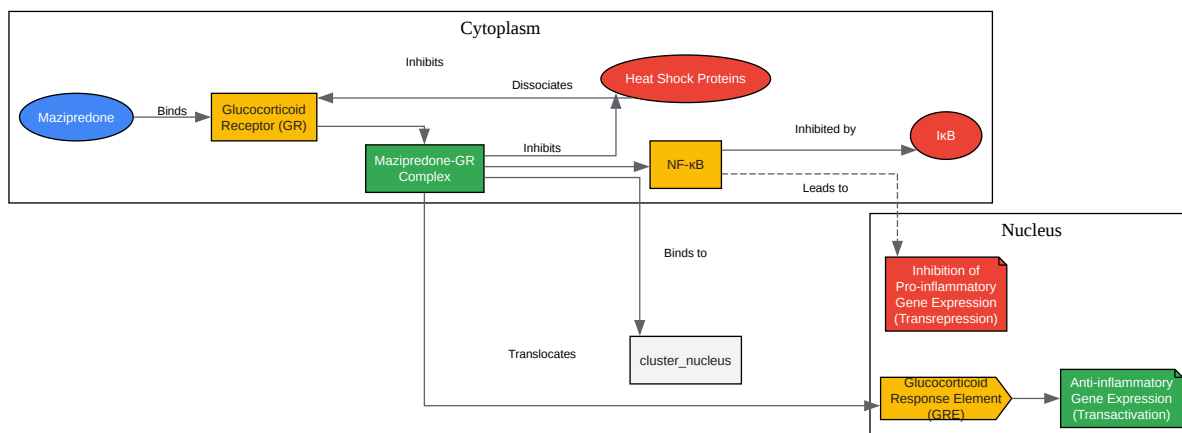 Cytoplasm
Inhibits
Heat Shock Proteins
Dissociates
Mazipredone
Binds
Glucocorticoid
Receptor (GR)
Inhibited by
IκB
Inhibits
Mazipredone-GR
Complex
NF-κB
Leads to
Nucleus
Binds to
Inhibition of
Pro-inflammatory
Gene Expression
(Transrepression)
Translocates
cluster_nucleus
Glucocorticoid
Response Element
(GRE)
Anti-inflammatory
Gene Expression
(Transactivation)